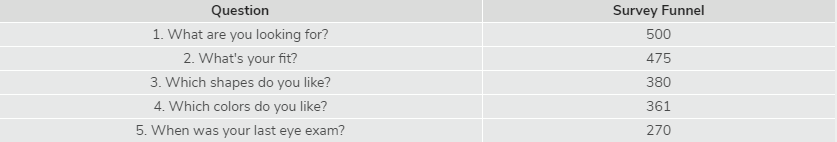 Question Survey Funnel
1. What are you looking for? 500
2. What's your fit? 475
3. Which shapes do you like? 380
4. Which colors do you like? 361
5. When was your last eye exam? 270